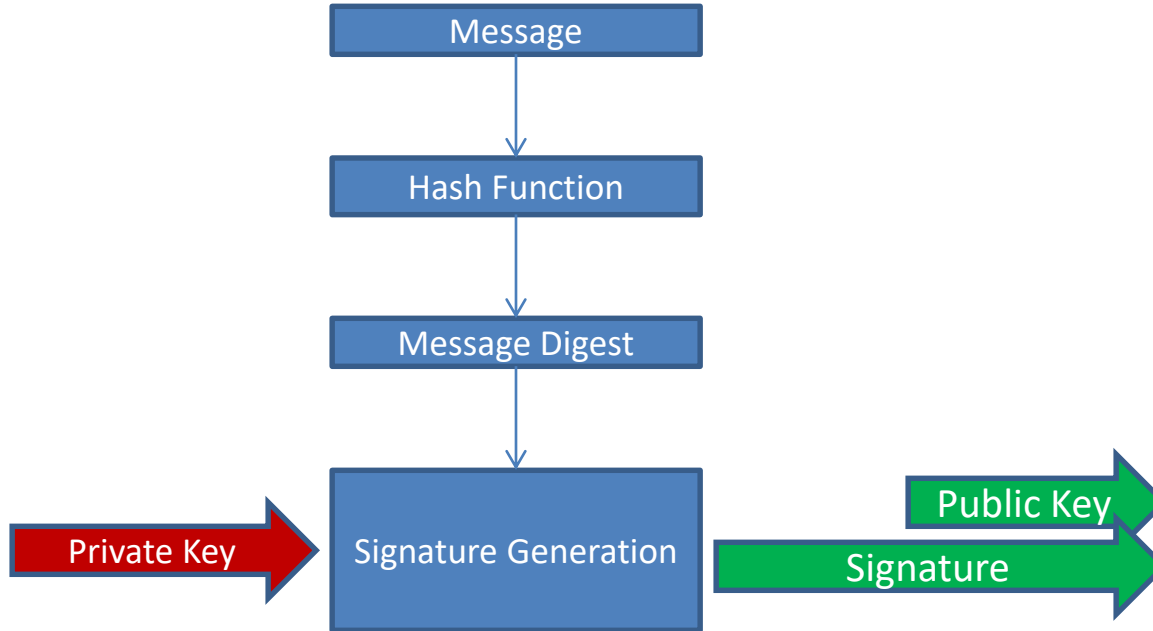 Message
Hash Function
Message Digest
Public Key
Private Key
Signature Generation
Signature